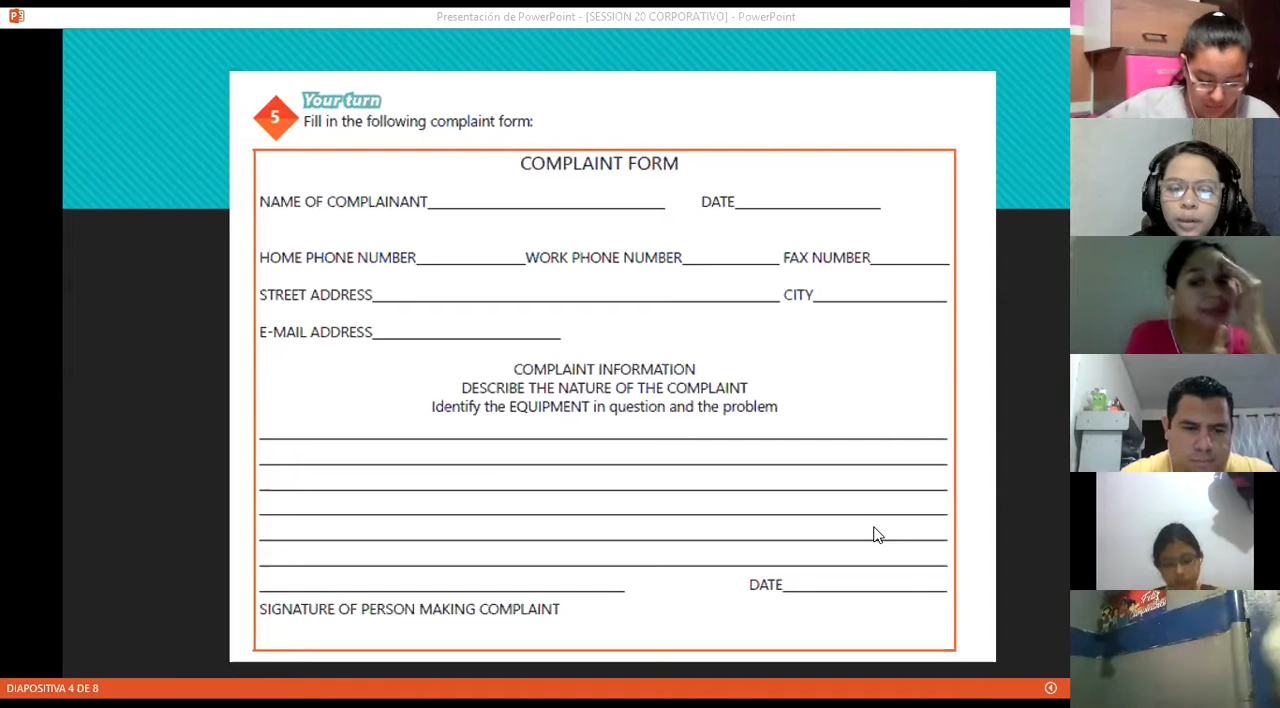 Presentación de PowerPoint - [SESSION 20 CORPORATIVO] - PowerPoint
Your turn
5
Fill in the following complaint form:
COMPLAINT FORM
NAME OF COMPLAINANT DATE
HOME PHONE NUMBER WORK PHONE NUMBER FAX NUMBER
STREET ADDRESS CITY
E-MAIL ADDRESS
COMPLAINT INFORMATION
DESCRIBE THE NATURE OF THE COMPLAINT
Identify the EQUIPMENT in question and the problem
DATE
SIGNATURE OF PERSON MAKING COMPLAINT
DIAPOSITIVA 4 DE 8
Feliz